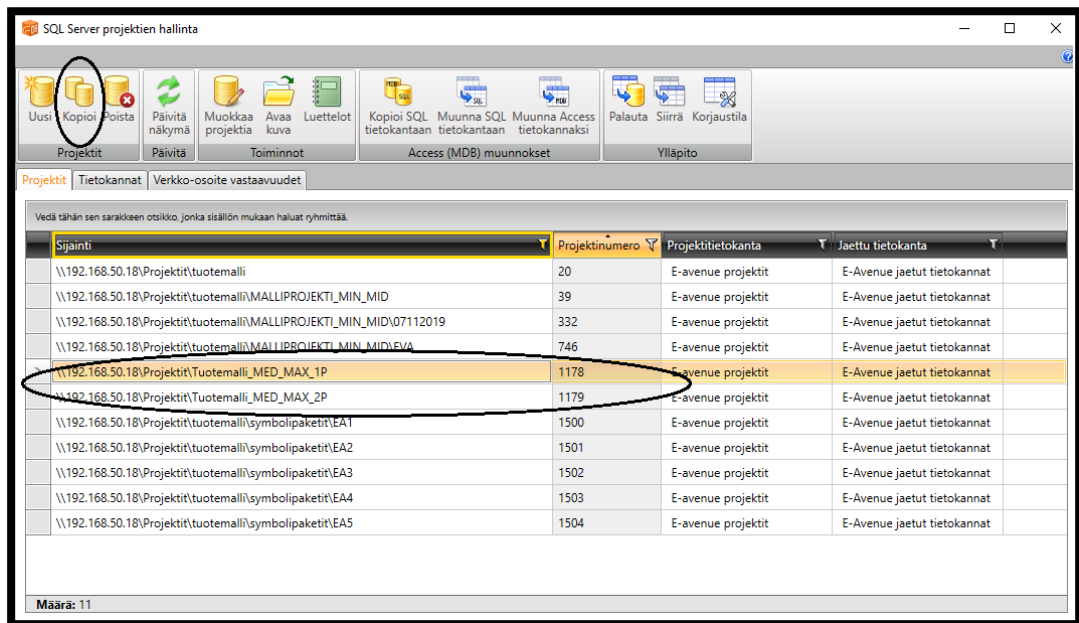 SQL Server projektien hallinta
Uusi Kopioi Poista Päivitä näkymä Muokkaa projektia Avaa kuva Luettelot Kopioi SQL tietokantaan Muunna SQL tietokantaan Muunna Access tietokannaksi Palauta Siirrä Korjaustila
Projektit Päivitä Toiminnot Access (MDB) muunnokset Ylläpito
Projektit Tietokannat Verkko-osoite vastaavuudet
Vedä tähän sen sarakkeen otsikko, jonka sisällön mukaan haluat ryhmittää.
Sijainti Projektinumero Projektitietokanta Jaettu tietokanta
\\192.168.50.18\Projektit\tuotemalli 20 E-avenue projektit E-Avenue jaetut tietokannat
\\192.168.50.18\Projektit\tuotemalli\MALLIPROJEKTI_MIN_MID 39 E-avenue projektit E-Avenue jaetut tietokannat
\\192.168.50.18\Projektit\tuotemalli\MALLIPROJEKTI_MIN_MID\07112019 332 E-avenue projektit E-Avenue jaetut tietokannat
\\192.168.50.18\Projektit\tuotemalli\MALLIPROJEKTI_MIN_MID\EVA 746 E-avenue projektit E-Avenue jaetut tietokannat
\\192.168.50.18\Projektit\Tuotemalli_MED_MAX_1P 1178 E-avenue projektit E-Avenue jaetut tietokannat
\\192.168.50.18\Projektit\Tuotemalli_MED_MAX_2P 1179 E-avenue projektit E-Avenue jaetut tietokannat
\\192.168.50.18\Projektit\tuotemalli\symbolipaketit\EA1 1500 E-avenue projektit E-Avenue jaetut tietokannat
\\192.168.50.18\Projektit\tuotemalli\symbolipaketit\EA2 1501 E-avenue projektit E-Avenue jaetut tietokannat
\\192.168.50.18\Projektit\tuotemalli\symbolipaketit\EA3 1502 E-avenue projektit E-Avenue jaetut tietokannat
\\192.168.50.18\Projektit\tuotemalli\symbolipaketit\EA4 1503 E-avenue projektit E-Avenue jaetut tietokannat
\\192.168.50.18\Projektit\tuotemalli\symbolipaketit\EA5 1504 E-avenue projektit E-Avenue jaetut tietokannat
Määrä: 11